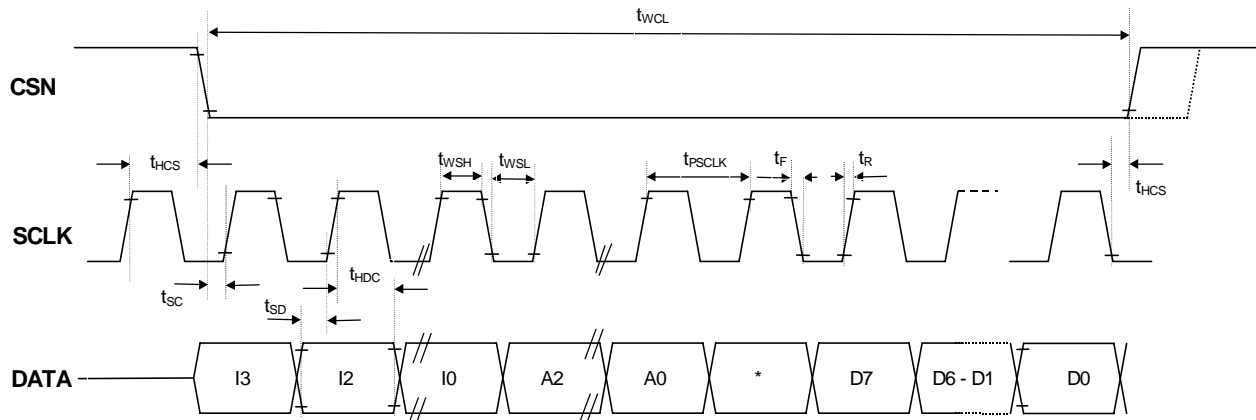 tWCL
CSN
tHCS
tWSH
tWSL
tPSCLK
tF
tR
tHCS
SCLK
tSC
tSD
tHDC
DATA
I3
I2
I0
A2
A0
*
D7
D6 - D1
D0